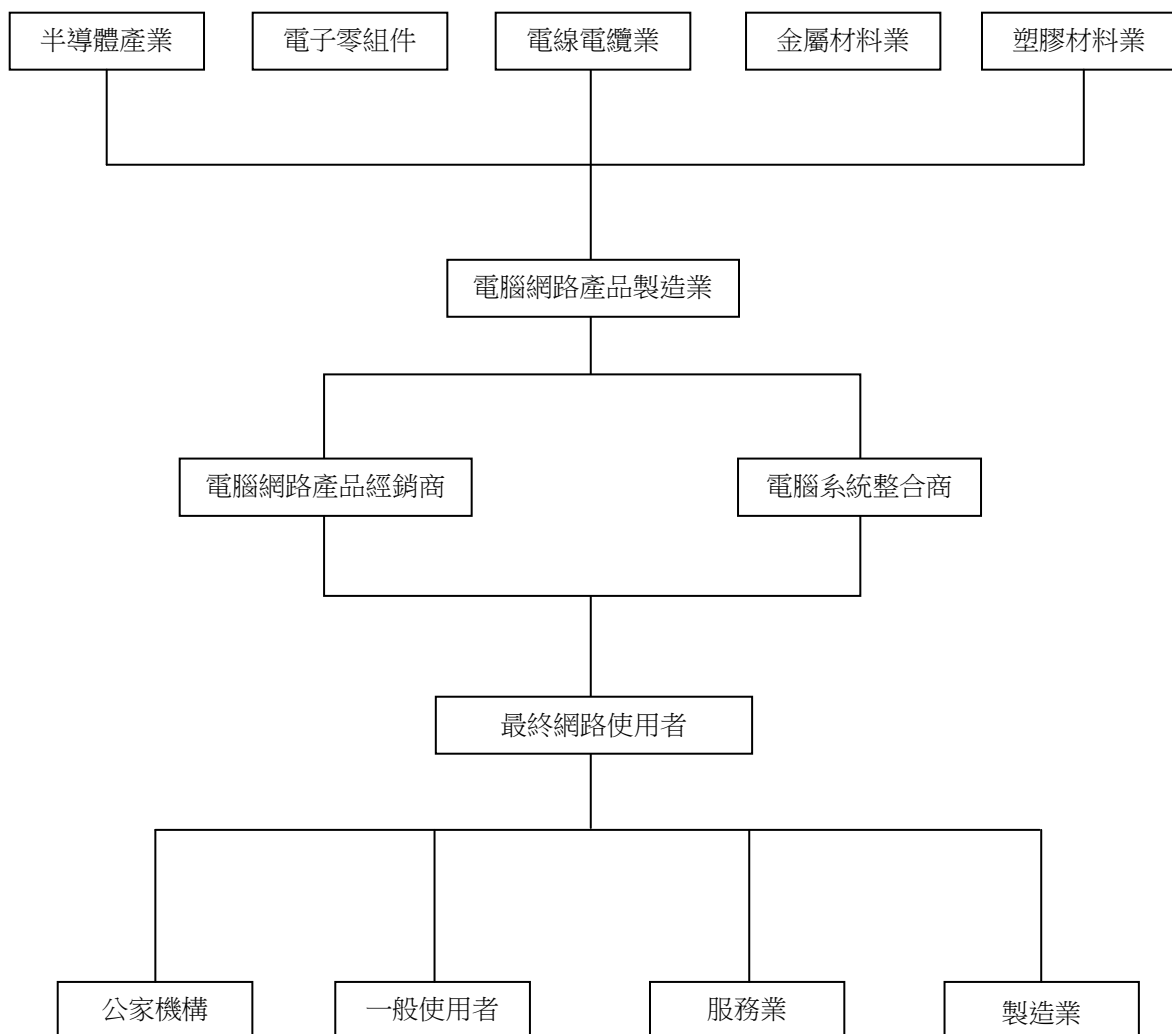 半導體產業
電子零組件
電線電纜業
金屬材料業
塑膠材料業
電腦網路產品製造業
電腦網路產品經銷商
電腦系統整合商
最終網路使用者
公家機構
一般使用者
服務業
製造業